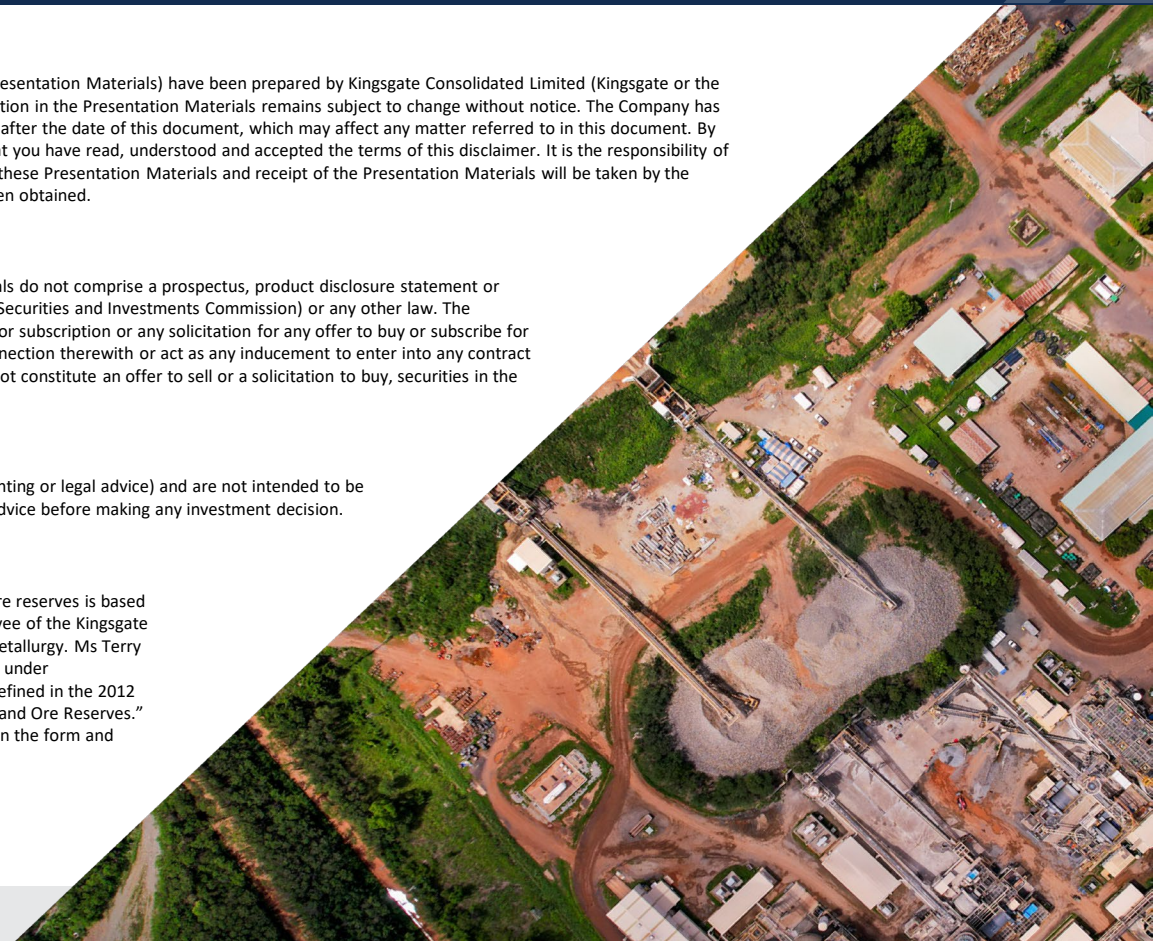 resentation Materials) have been prepared by Kingsgate Consolidated Limited (Kingsgate or the
tion in the Presentation Materials remains subject to change without notice. The Company has
after the date of this document, which may affect any matter referred to in this document. By
t you have read, understood and accepted the terms of this disclaimer. It is the responsibility of
these Presentation Materials and receipt of the Presentation Materials will be taken by the
en obtained.
ls do not comprise a prospectus, product disclosure statement or
Securities and Investments Commission) or any other law. The
or subscription or any solicitation for any offer to buy or subscribe for
nnection therewith or act as any inducement to enter into any contract
ot constitute an offer to sell or a solicitation to buy, securities in the
nting or legal advice) and are not intended to be
dvice before making any investment decision.
re reserves is based
yee of the Kingsgate
etallurgy. Ms Terry
under
efined in the 2012
and Ore Reserves.”
n the form and